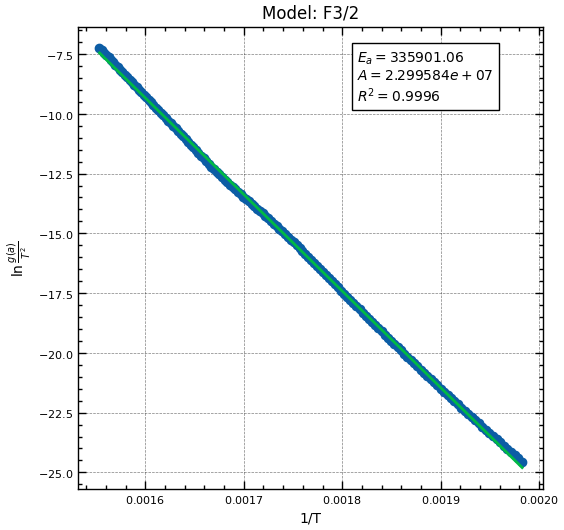 Model: F3/2
E_a = 335901.06
A = 2.299584e + 07
R² = 0.9996
ln g(a)/T²
−7.5
−10.0
−12.5
−15.0
−17.5
−20.0
−22.5
−25.0
0.0016 0.0017 0.0018 0.0019 0.0020
1/T